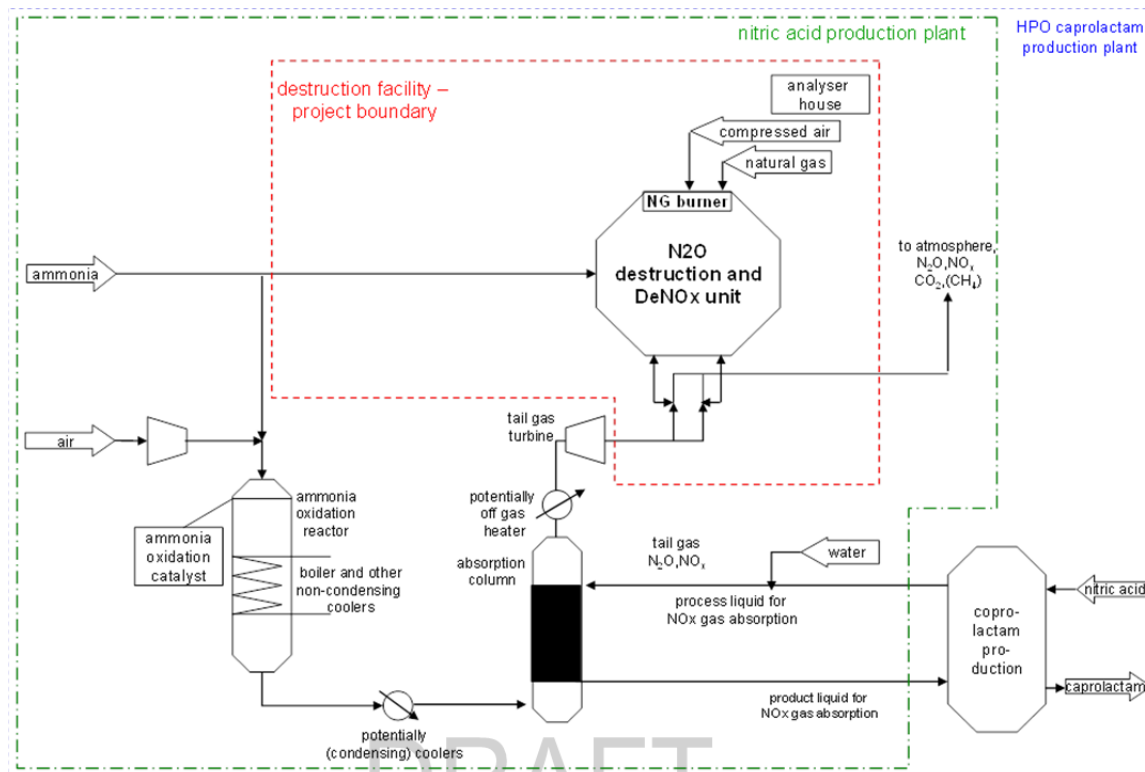 nitric acid production plant
HPO caprolactam
production plant
destruction facility –
project boundary
analyser
house
compressed air
natural gas
NG burner
N2O
destruction and
DeNOx unit
to atmosphere,
N₂O,NOₓ
CO₂,(CH₄)
ammonia
air
tail gas
turbine
ammonia
oxidation
reactor
ammonia
oxidation
catalyst
boiler and other
non-condensing
coolers
potentially
off gas
heater
absorption
column
tail gas
N₂O,NOₓ
water
process liquid for
NOx gas absorption
copro-
lactam
pro-
duction
nitric acid
caprolactam
product liquid for
NOx gas absorption
potentially
(condensing) coolers
DRAFT